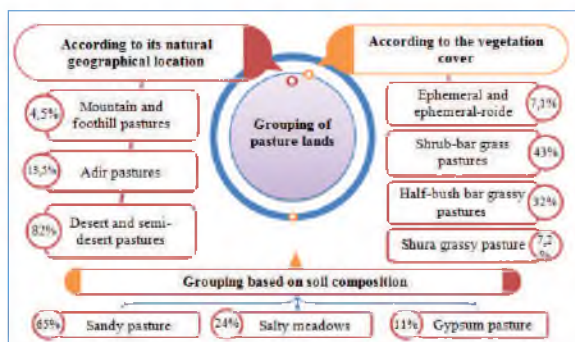 According to its natural
geographical location
4,5%
Mountain and
foothill pastures
13,5%
Adir pastures
82%
Desert and semi-
desert pastures
Grouping of
pasture lands
According to the vegetation
cover
Ephemeral and
ephemeral-roide
7,1%
Shrub-bar grass
pastures
43%
Half-bush bar grassy
pastures
32%
Shura grassy pasture
7,2
%
Grouping based on soil composition
65%
Sandy pasture
24%
Salty meadows
11%
Gypsum pasture